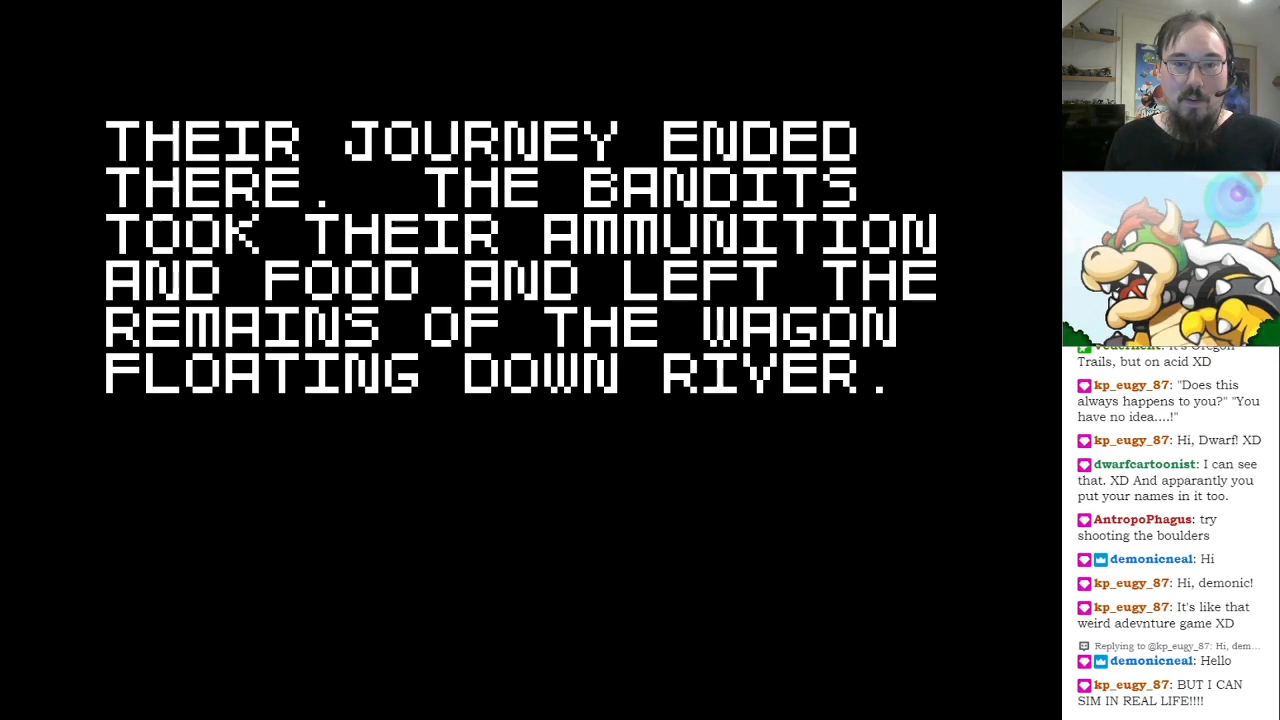 THEIR JOURNEY ENDED
THERE. THE BANDITS
TOOK THEIR AMMUNITION
AND FOOD AND LEFT THE
REMAINS OF THE WAGON
FLOATING DOWN RIVER.
Trails, but on acid XD
kp_eugy_87: "Does this
always happens to you?" "You
have no idea....!"
kp_eugy_87: Hi, Dwarf! XD
dwarfcartoonist: I can see
that. XD And apparantly you
put your names in it too.
AntropoPhagus: try
shooting the boulders
demonicneal: Hi
kp_eugy_87: Hi, demonic!
kp_eugy_87: It's like that
weird adevnture game XD
Replying to @kp_eugy_87: Hi, dem...
demonicneal: Hello
kp_eugy_87: BUT I CAN
SIM IN REAL LIFE!!!!